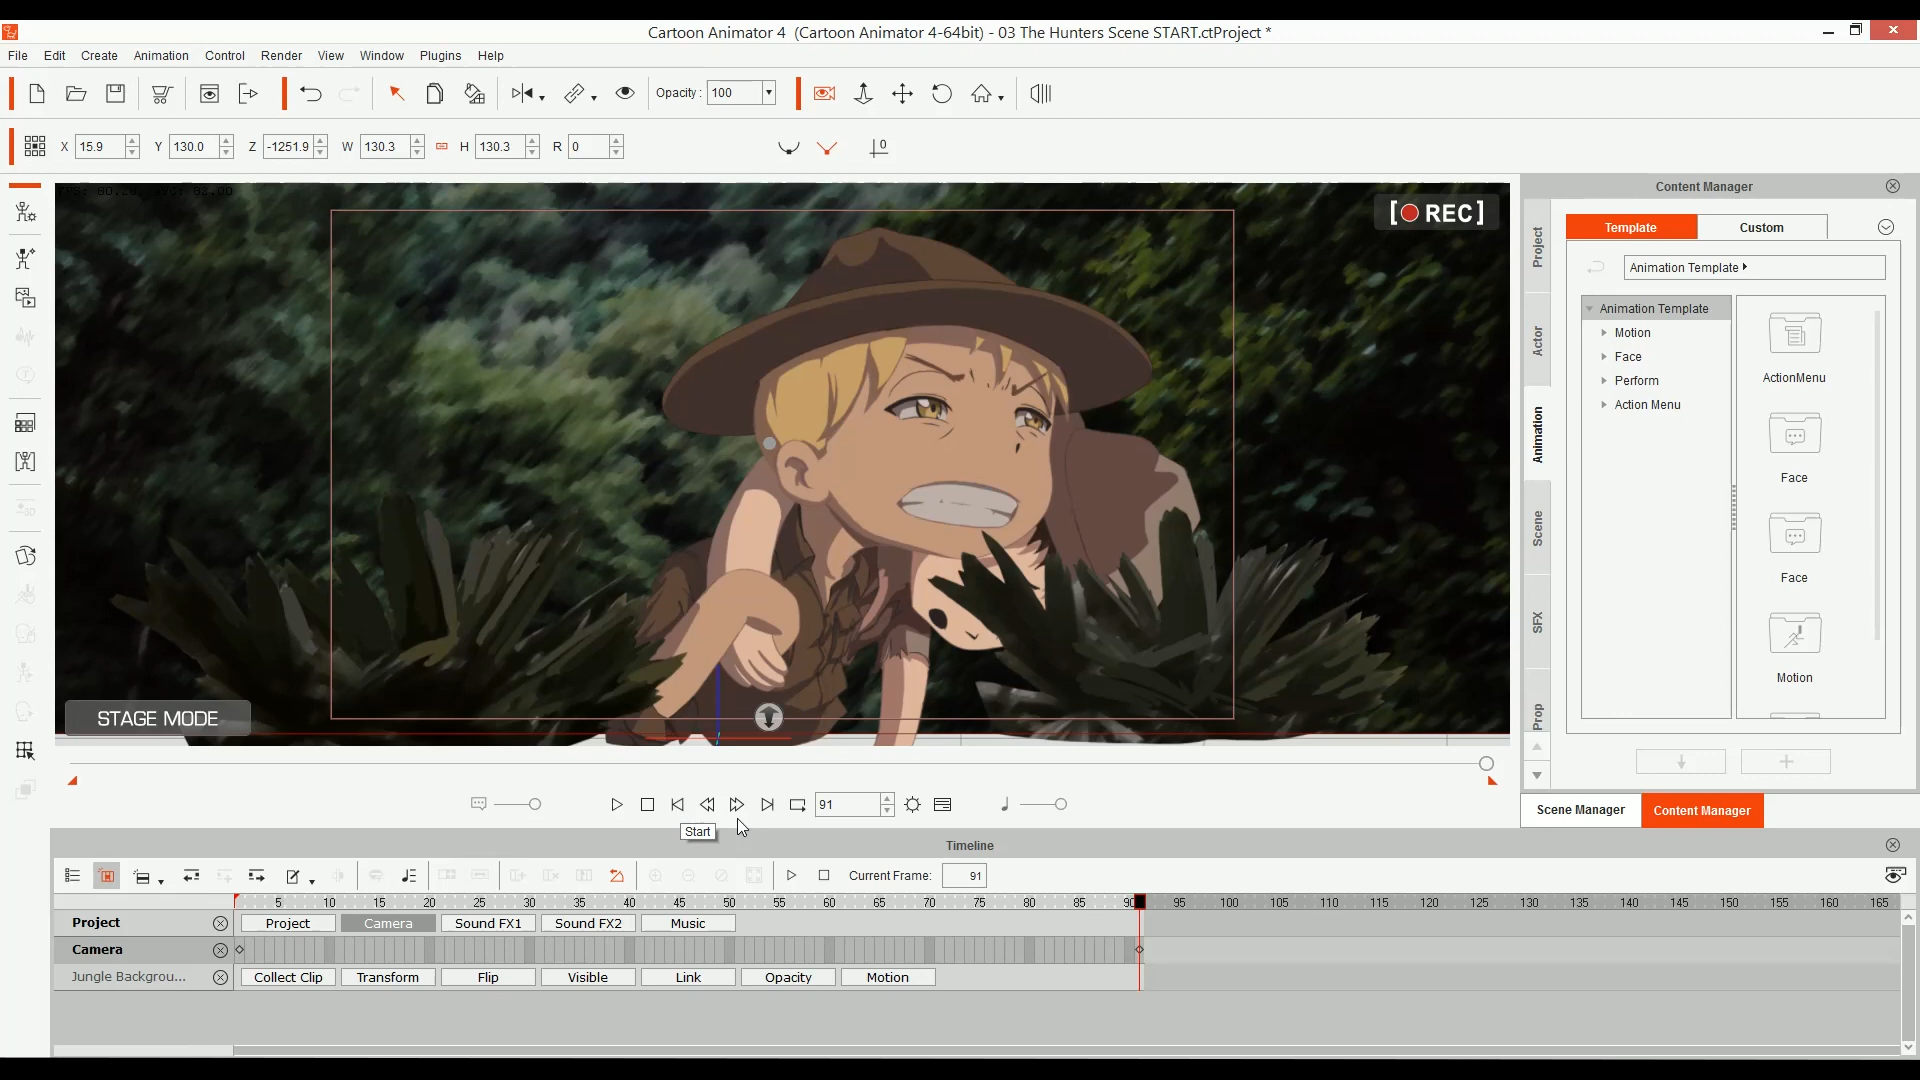 Cartoon Animator 4 (Cartoon Animator 4-64bit) - 03 The Hunters Scene START.ctProject *
File Edit Create Animation Control Render View Window Plugins Help
Opacity : 100
X 15.9 Y 130.0 Z -1251.9 W 130.3 H 130.3 R 0
0
[REC]
STAGE MODE
Content Manager
Template Custom
Animation Template
Animation Template
Motion
Face
Perform
Action Menu
ActionMenu
Face
Face
Motion
Project
Actor
Animation
Scene
SFX
Prop
91
Start
Scene Manager Content Manager
Timeline
Current Frame: 91
5 10 15 20 25 30 35 40 45 50 55 60 65 70 75 80 85 90 95 100 105 110 115 120 125 130 135 140 145 150 155 160 165
Project Project Camera Sound FX1 Sound FX2 Music
Camera
Jungle Backgrou... Collect Clip Transform Flip Visible Link Opacity Motion